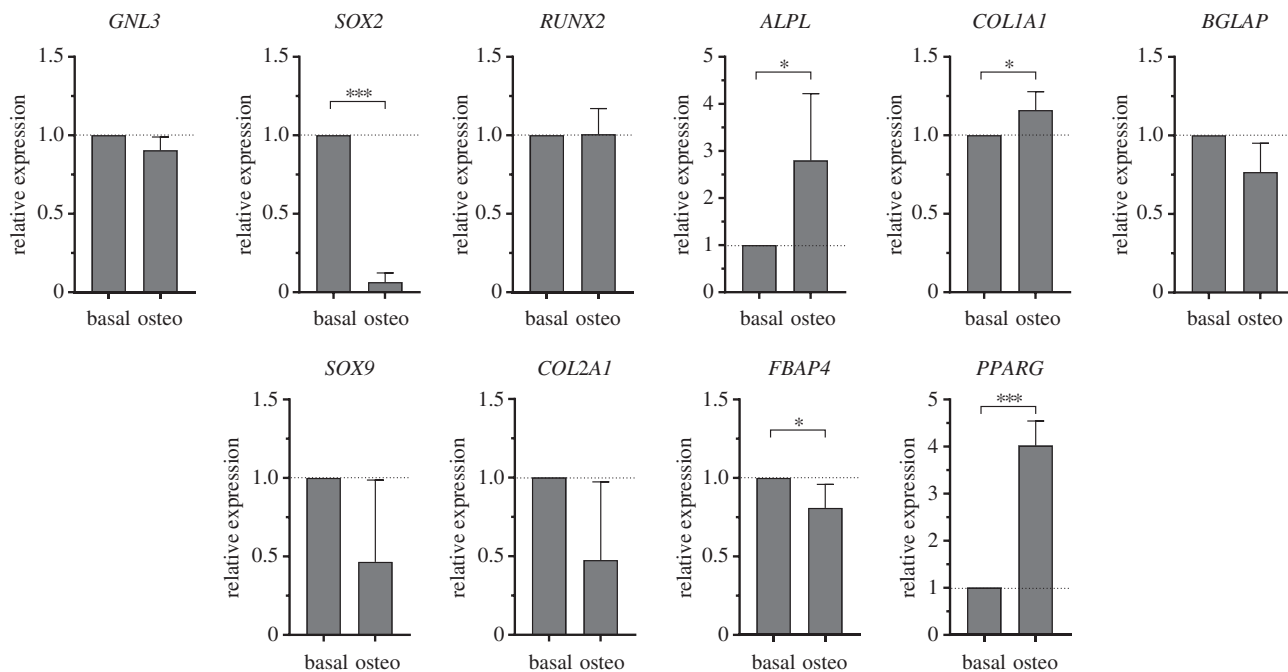 GNL3 SOX2 RUNX2 ALPL COL1A1 BGLAP
relative expression
1.5
1.0
0.5
0
basal osteo
relative expression
1.5
1.0
0.5
0
***
basal osteo
relative expression
1.5
1.0
0.5
0
basal osteo
relative expression
5
4
3
2
1
0
*
basal osteo
relative expression
1.5
1.0
0.5
0
*
basal osteo
relative expression
1.5
1.0
0.5
0
basal osteo
SOX9 COL2A1 FBAP4 PPARG
relative expression
1.5
1.0
0.5
0
basal osteo
relative expression
1.5
1.0
0.5
0
basal osteo
relative expression
1.5
1.0
0.5
0
*
basal osteo
relative expression
5
4
3
2
1
0
***
basal osteo